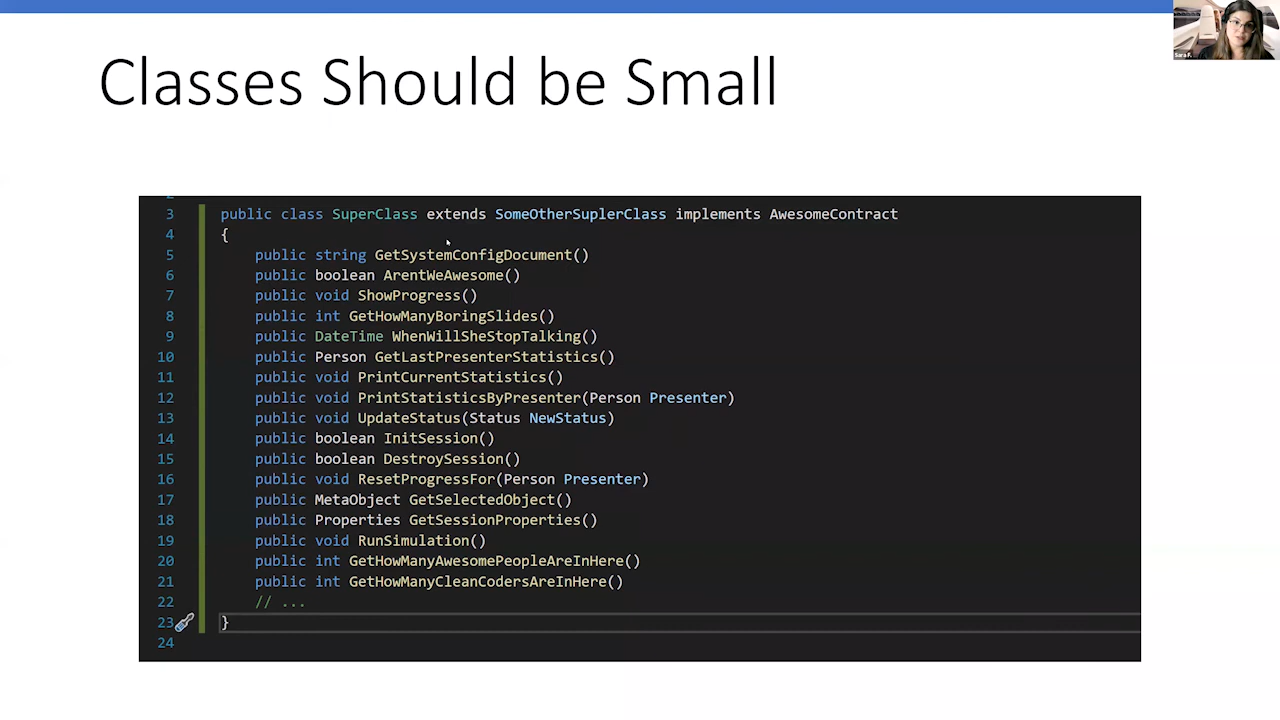 Sara F.
Classes Should be Small
3 public class SuperClass extends SomeOtherSuplerClass implements AwesomeContract
4 {
5 public string GetSystemConfigDocument()
6 public boolean ArentWeAwesome()
7 public void ShowProgress()
8 public int GetHowManyBoringSlides()
9 public DateTime WhenWillSheStopTalking()
10 public Person GetLastPresenterStatistics()
11 public void PrintCurrentStatistics()
12 public void PrintStatisticsByPresenter(Person Presenter)
13 public void UpdateStatus(Status NewStatus)
14 public boolean InitSession()
15 public boolean DestroySession()
16 public void ResetProgressFor(Person Presenter)
17 public MetaObject GetSelectedObject()
18 public Properties GetSessionProperties()
19 public void RunSimulation()
20 public int GetHowManyAwesomePeopleAreInHere()
21 public int GetHowManyCleanCodersAreInHere()
22 // ...
23 }
24